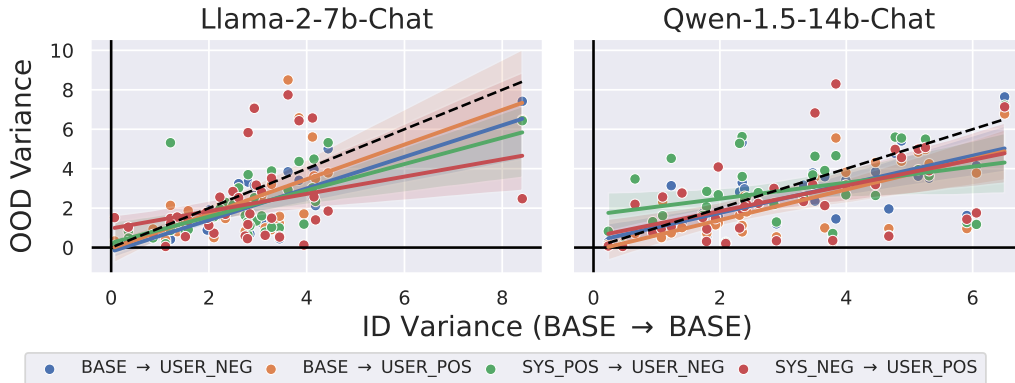 Llama-2-7b-Chat
Qwen-1.5-14b-Chat
OOD Variance
10
8
6
4
2
0
0 2 4 6 8
0 2 4 6
ID Variance (BASE → BASE)
BASE → USER_NEG BASE → USER_POS SYS_POS → USER_NEG SYS_NEG → USER_POS